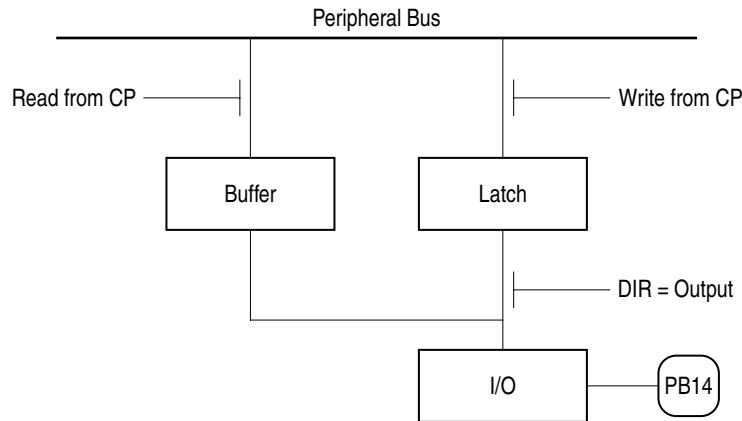 Peripheral Bus
Read from CP
Write from CP
Buffer
Latch
DIR = Output
I/O
PB14